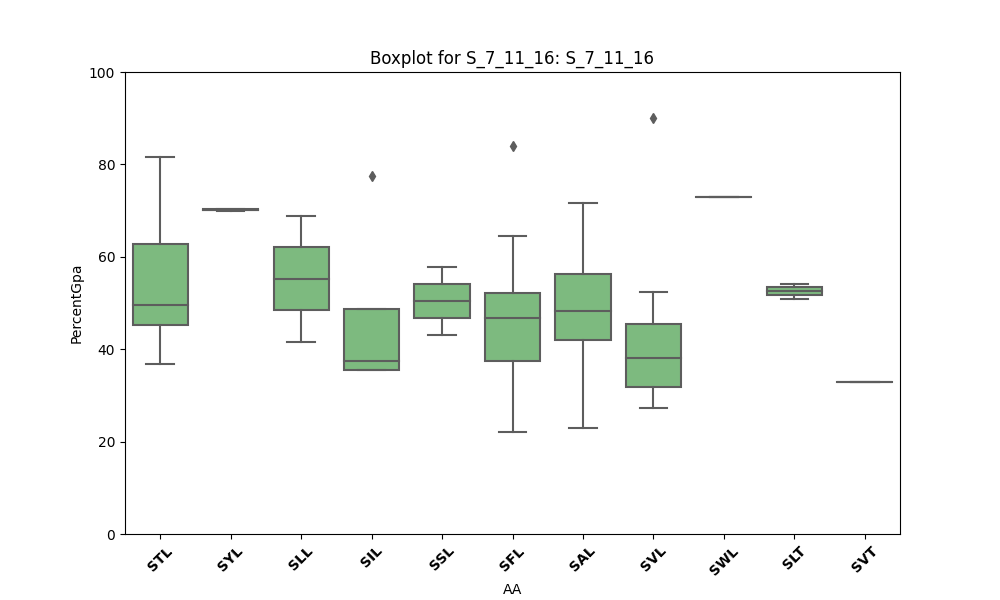 Boxplot for S_7_11_16: S_7_11_16
100
80
60
40
20
0
PercentGpa
STL SYL SLL SIL SSL SFL SAL SVL SWL SLT SVT
AA